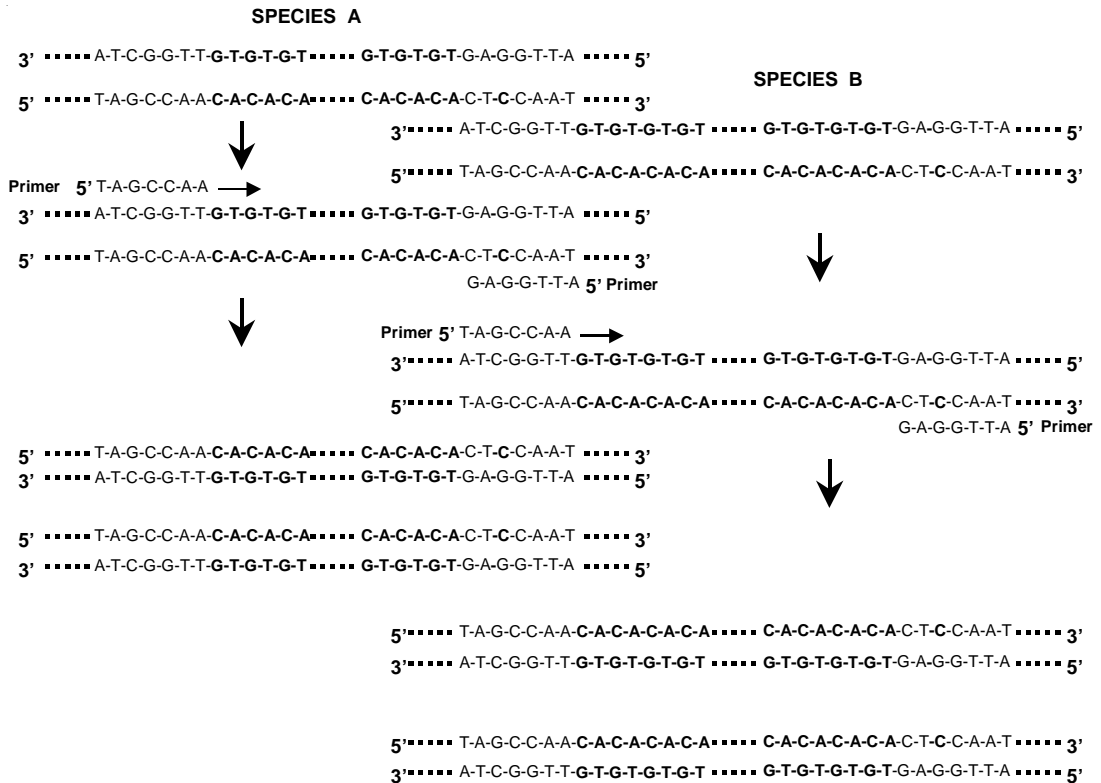 SPECIES A
3’ ▪▪▪▪▪ A-T-C-G-G-T-T-G-T-G-T-G-T▪▪▪▪▪ G-T-G-T-G-T-G-A-G-G-T-T-A ▪▪▪▪▪ 5’
5’ ▪▪▪▪▪ T-A-G-C-C-A-A-C-A-C-A-C-A▪▪▪▪▪ C-A-C-A-C-A-C-T-C-C-A-A-T ▪▪▪▪▪ 3’
Primer 5’ T-A-G-C-C-A-A
3’ ▪▪▪▪▪ A-T-C-G-G-T-T-G-T-G-T-G-T▪▪▪▪▪ G-T-G-T-G-T-G-A-G-G-T-T-A ▪▪▪▪▪ 5’
5’ ▪▪▪▪▪ T-A-G-C-C-A-A-C-A-C-A-C-A▪▪▪▪▪ C-A-C-A-C-A-C-T-C-C-A-A-T ▪▪▪▪▪ 3’
G-A-G-G-T-T-A 5’ Primer
5’ ▪▪▪▪▪ T-A-G-C-C-A-A-C-A-C-A-C-A▪▪▪▪▪ C-A-C-A-C-A-C-T-C-C-A-A-T ▪▪▪▪▪ 3’
3’ ▪▪▪▪▪ A-T-C-G-G-T-T-G-T-G-T-G-T▪▪▪▪▪ G-T-G-T-G-T-G-A-G-G-T-T-A ▪▪▪▪▪ 5’
5’ ▪▪▪▪▪ T-A-G-C-C-A-A-C-A-C-A-C-A▪▪▪▪▪ C-A-C-A-C-A-C-T-C-C-A-A-T ▪▪▪▪▪ 3’
3’ ▪▪▪▪▪ A-T-C-G-G-T-T-G-T-G-T-G-T▪▪▪▪▪ G-T-G-T-G-T-G-A-G-G-T-T-A ▪▪▪▪▪ 5’
SPECIES B
3’▪▪▪▪▪ A-T-C-G-G-T-T-G-T-G-T-G-T-G-T ▪▪▪▪▪ G-T-G-T-G-T-G-T-G-A-G-G-T-T-A ▪▪▪▪▪ 5’
5’▪▪▪▪▪ T-A-G-C-C-A-A-C-A-C-A-C-A-C-A ▪▪▪▪▪ C-A-C-A-C-A-C-A-C-T-C-C-A-A-T ▪▪▪▪▪ 3’
Primer 5’ T-A-G-C-C-A-A
3’▪▪▪▪▪ A-T-C-G-G-T-T-G-T-G-T-G-T-G-T ▪▪▪▪▪ G-T-G-T-G-T-G-T-G-A-G-G-T-T-A ▪▪▪▪▪ 5’
5’▪▪▪▪▪ T-A-G-C-C-A-A-C-A-C-A-C-A-C-A ▪▪▪▪▪ C-A-C-A-C-A-C-A-C-T-C-C-A-A-T ▪▪▪▪▪ 3’
G-A-G-G-T-T-A 5’ Primer
5’▪▪▪▪▪ T-A-G-C-C-A-A-C-A-C-A-C-A-C-A ▪▪▪▪▪ C-A-C-A-C-A-C-A-C-T-C-C-A-A-T ▪▪▪▪▪ 3’
3’▪▪▪▪▪ A-T-C-G-G-T-T-G-T-G-T-G-T-G-T ▪▪▪▪▪ G-T-G-T-G-T-G-T-G-A-G-G-T-T-A ▪▪▪▪▪ 5’
5’▪▪▪▪▪ T-A-G-C-C-A-A-C-A-C-A-C-A-C-A ▪▪▪▪▪ C-A-C-A-C-A-C-A-C-T-C-C-A-A-T ▪▪▪▪▪ 3’
3’▪▪▪▪▪ A-T-C-G-G-T-T-G-T-G-T-G-T-G-T ▪▪▪▪▪ G-T-G-T-G-T-G-T-G-A-G-G-T-T-A ▪▪▪▪▪ 5’